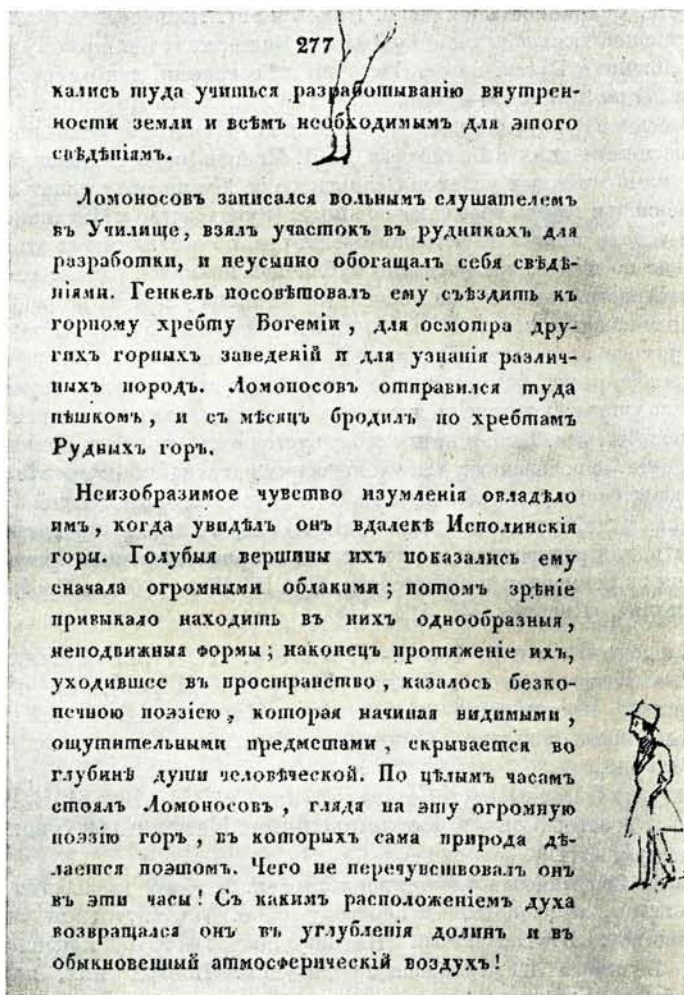 277
кались туда учиться разработыванію внутрен-
ности земли и всѣмъ необходимымъ для этого
свѣдѣніямъ.
Ломоносовъ записался вольнымъ слушателемъ
въ Училище, взялъ участокъ въ рудникахъ для
разработки, и неусыпно обогащалъ себя свѣдѣ-
ніями. Генкель посовѣтовалъ ему съѣздить къ
горному хребту Богеміи, для осмотра дру-
гихъ горныхъ заведеній и для узнанія различ-
ныхъ породъ. Ломоносовъ отправился туда
пѣшкомъ, и съ мѣсяцъ бродилъ по хребтамъ
Рудныхъ горъ.
Неизобразимое чувство изумленія овладѣло
имъ, когда увидѣлъ онъ вдалекѣ Исполинскія
горы. Голубыя вершины ихъ показались ему
сначала огромными облаками; потомъ зрѣніе
привыкало находить въ нихъ однообразныя,
неподвижныя формы; наконецъ протяженіе ихъ,
уходившее въ пространство, казалось безко-
нечною поэзіею, которая начиная видимыми,
ощутительными предметами, скрывается во
глубинѣ души человѣческой. По цѣлымъ часамъ
стоялъ Ломоносовъ, глядя на эту огромную
поэзію горъ, въ которыхъ сама природа дѣ-
лается поэтомъ. Чего не перечувствовалъ онъ
въ эти часы! Съ какимъ расположеніемъ духа
возвращался онъ въ углубленія долинъ и въ
обыкновенный атмосферическій воздухъ!